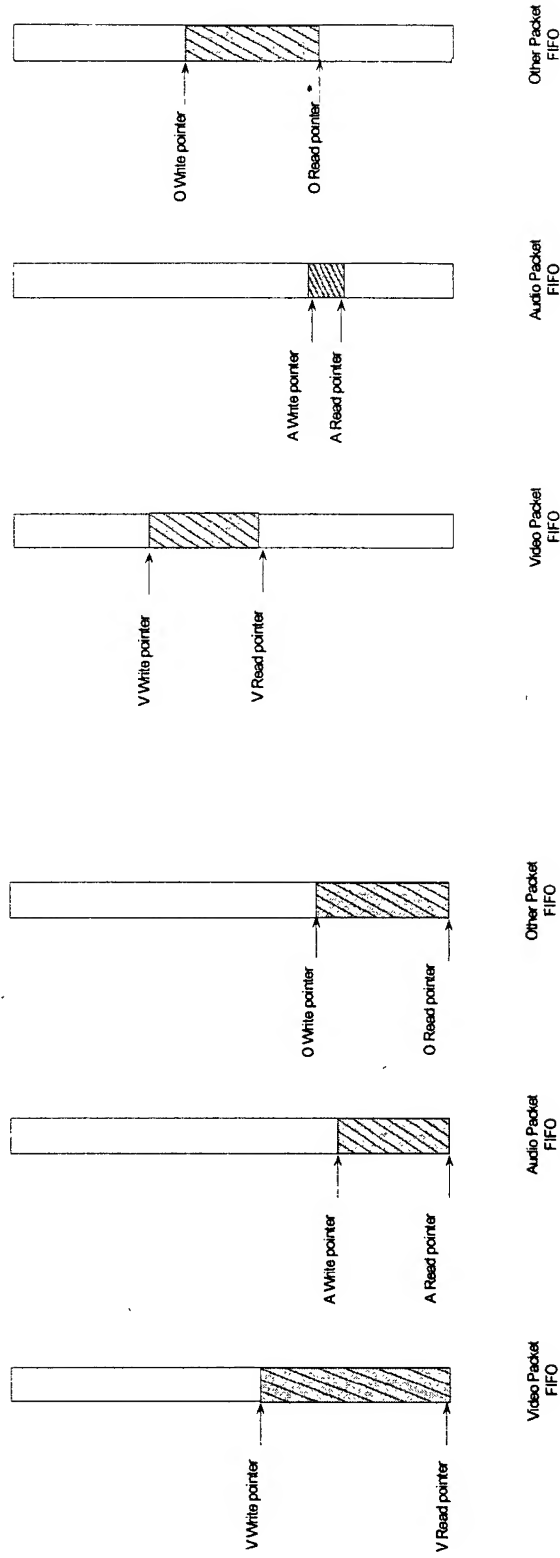 V Write pointer
V Read pointer
Video Packet
FIFO
A Write pointer
A Read pointer
Audio Packet
FIFO
O Write pointer
O Read pointer
Other Packet
FIFO
V Write pointer
V Read pointer
Video Packet
FIFO
A Write pointer
A Read pointer
Audio Packet
FIFO
O Write pointer
O Read pointer
Other Packet
FIFO